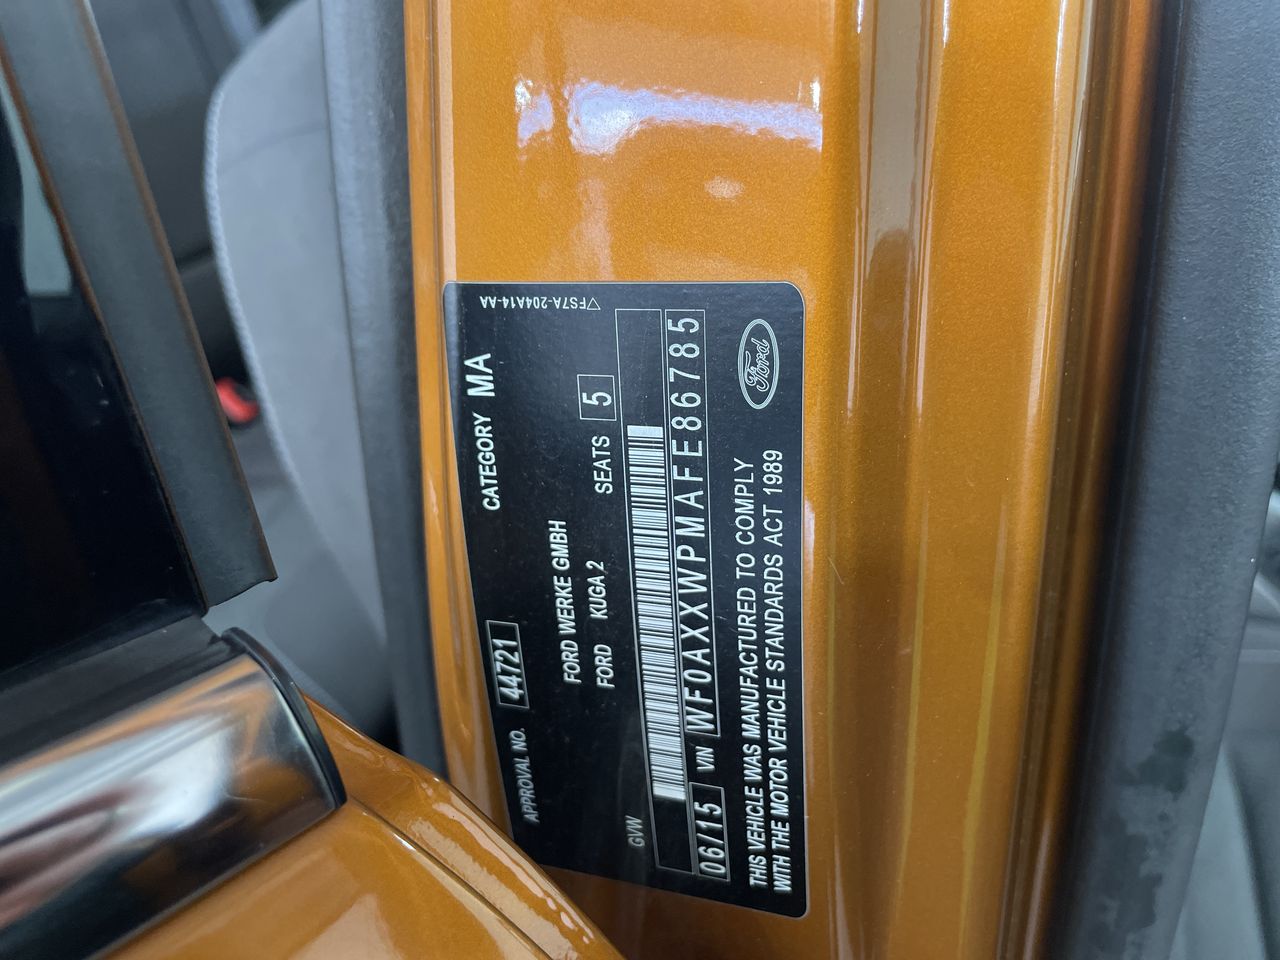 ▽FS7A-204A14-AA
APPROVAL NO. 44721 CATEGORY MA
FORD WERKE GMBH
FORD KUGA 2 SEATS 5
GVW
06/15 VIN WF0AXXWPMAFE86785
THIS VEHICLE WAS MANUFACTURED TO COMPLY
WITH THE MOTOR VEHICLE STANDARDS ACT 1989
Ford